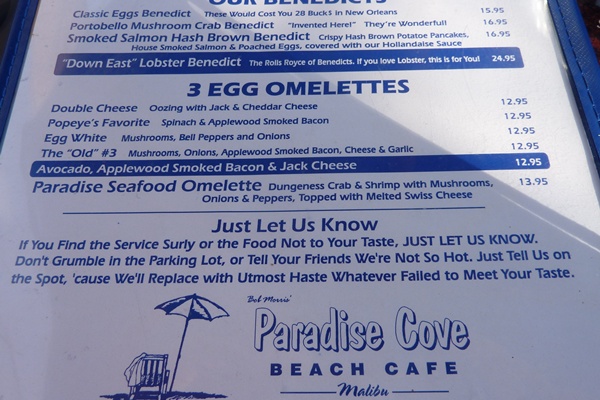 OUR BENEDICTS
Classic Eggs Benedict These Would Cost You 28 Bucks in New Orleans 15.95
Portobello Mushroom Crab Benedict "Invented Here!" They're Wonderfull 16.95
Smoked Salmon Hash Brown Benedict Crispy Hash Brown Potatoe Pancakes, 16.95
House Smoked Salmon & Poached Eggs, covered with our Hollandaise Sauce
"Down East" Lobster Benedict The Rolls Royce of Benedicts. If you love Lobster, this is for You! 24.95
3 EGG OMELETTES
Double Cheese Oozing with Jack & Cheddar Cheese 12.95
Popeye's Favorite Spinach & Applewood Smoked Bacon 12.95
Egg White Mushrooms, Bell Peppers and Onions 12.95
The "Old" #3 Mushrooms, Onions, Applewood Smoked Bacon, Cheese & Garlic 12.95
Avocado, Applewood Smoked Bacon & Jack Cheese 12.95
Paradise Seafood Omelette Dungeness Crab & Shrimp with Mushrooms, 13.95
Onions & Peppers, Topped with Melted Swiss Cheese
Just Let Us Know
If You Find the Service Surly or the Food Not to Your Taste, JUST LET US KNOW.
Don't Grumble in the Parking Lot, or Tell Your Friends We're Not So Hot. Just Tell Us on
the Spot, 'cause We'll Replace with Utmost Haste Whatever Failed to Meet Your Taste.
"Bob Morris'
Paradise Cove
BEACH CAFE
Malibu